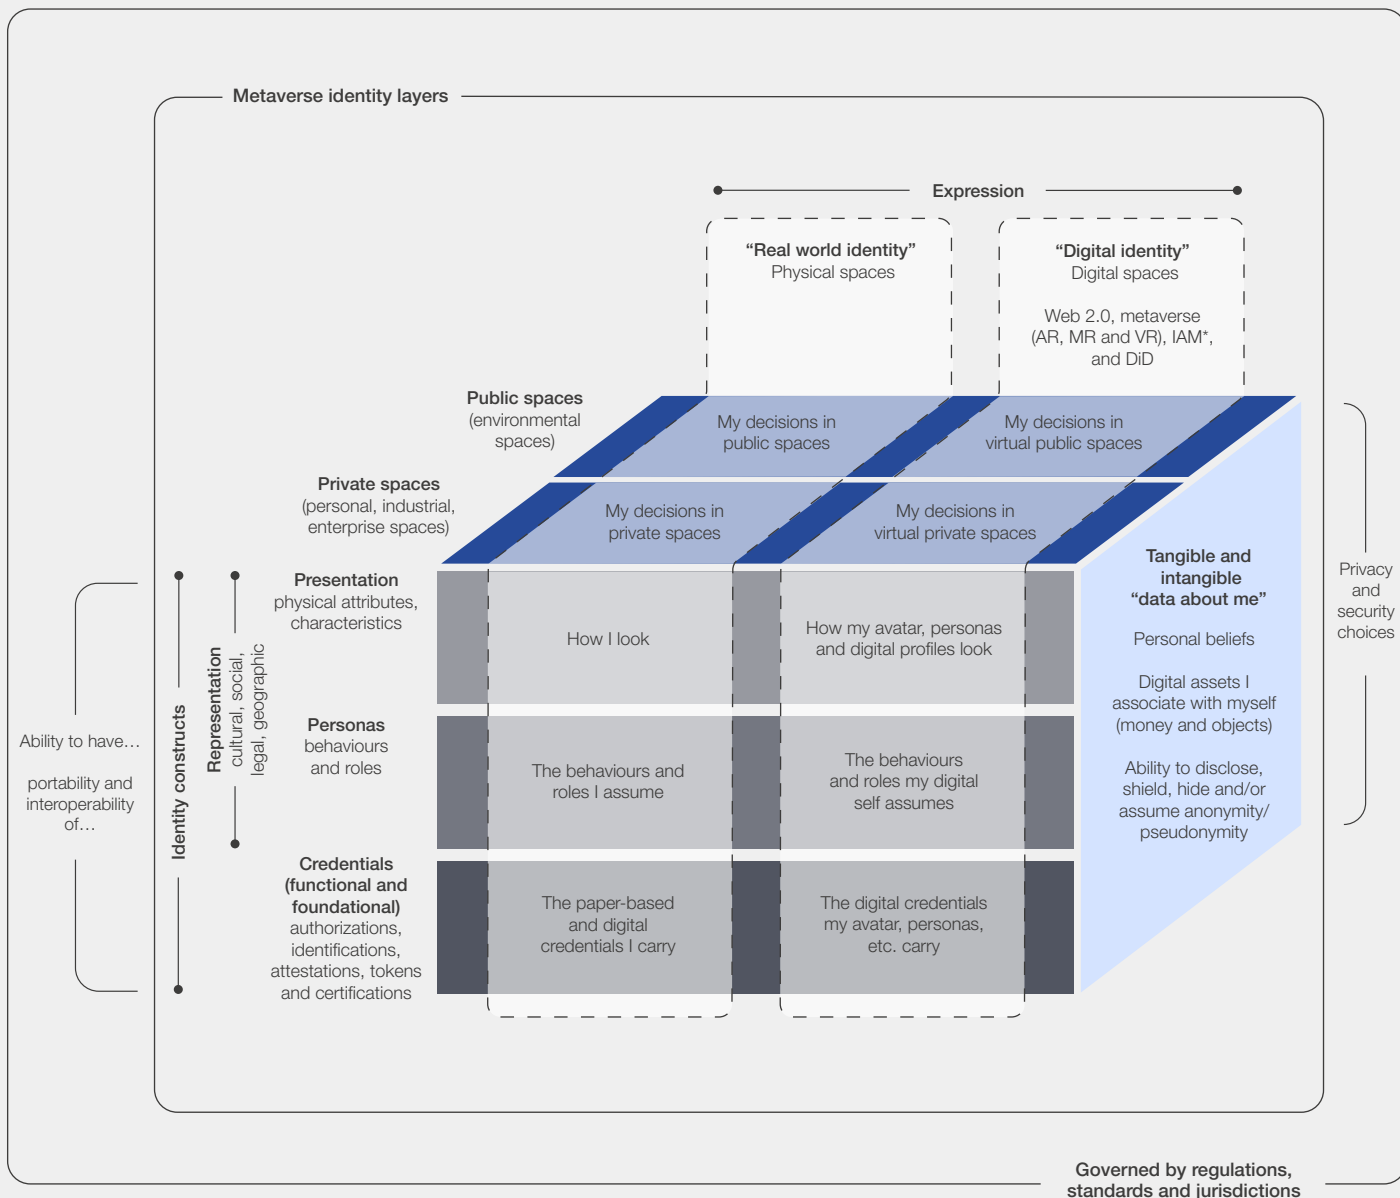 Metaverse identity layers
Expression
“Real world identity”
Physical spaces
“Digital identity”
Digital spaces
Web 2.0, metaverse
(AR, MR and VR), IAM*,
and DiD
Public spaces
(environmental
spaces)
My decisions in
public spaces
My decisions in
virtual public spaces
Private spaces
(personal, industrial,
enterprise spaces)
My decisions in
private spaces
My decisions in
virtual private spaces
Presentation
physical attributes,
characteristics
How I look
How my avatar, personas
and digital profiles look
Personas
behaviours
and roles
The behaviours and
roles I assume
The behaviours
and roles my digital
self assumes
Credentials
(functional and
foundational)
authorizations,
identifications,
attestations, tokens
and certifications
The paper-based
and digital
credentials I carry
The digital credentials
my avatar, personas,
etc. carry
Tangible and
intangible
“data about me”
Personal beliefs
Digital assets I
associate with myself
(money and objects)
Ability to disclose,
shield, hide and/or
assume anonymity/
pseudonymity
Privacy
and
security
choices
Ability to have…
portability and
interoperability
of…
Identity constructs
Representation
cultural, social,
legal, geographic
Governed by regulations,
standards and jurisdictions